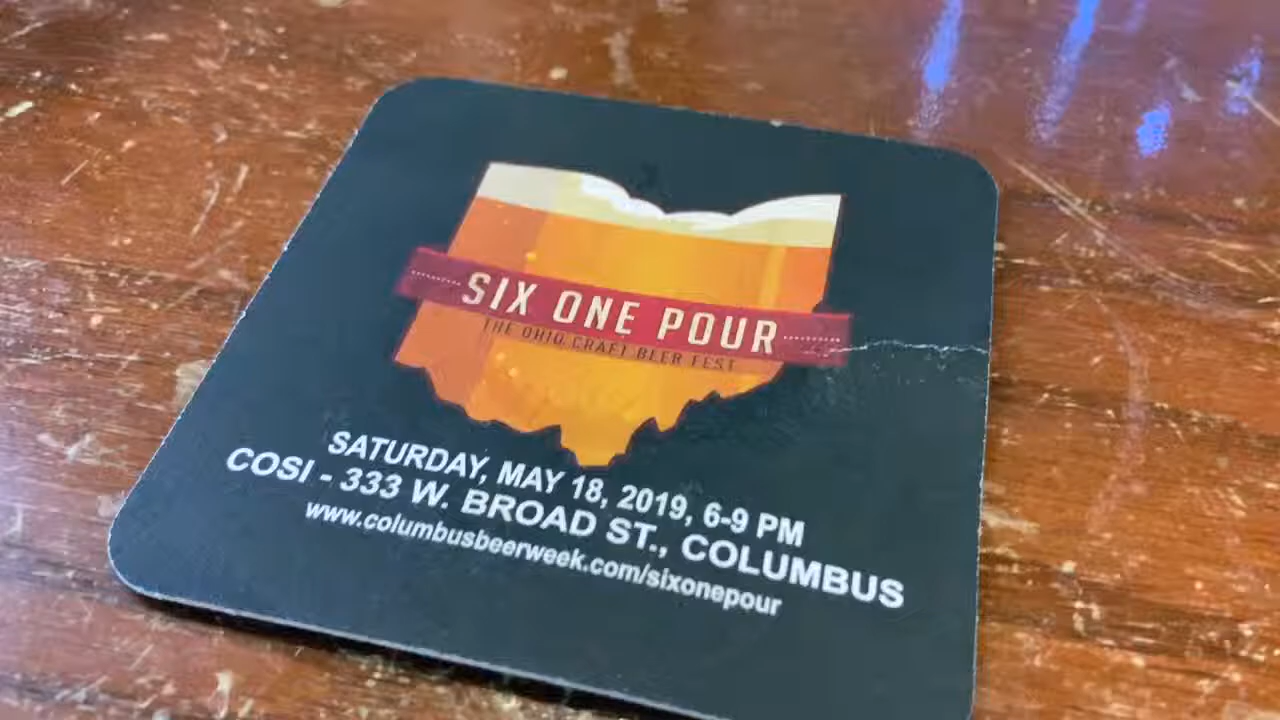 SIX ONE POUR
THE OHIO CRAFT BEER FEST
SATURDAY, MAY 18, 2019, 6-9 PM
COSI - 333 W. BROAD ST., COLUMBUS
www.columbusbeerweek.com/sixonepour